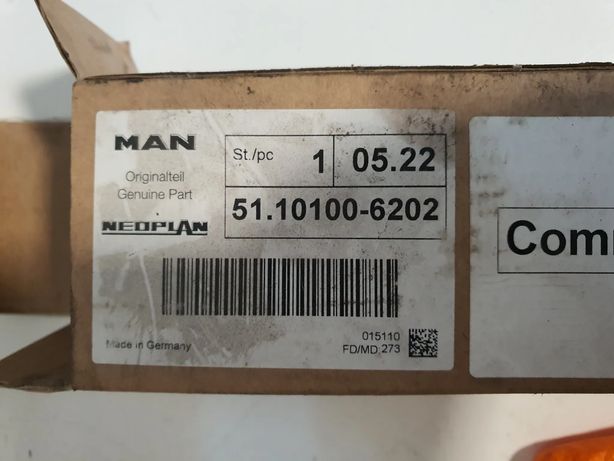 MAN
Originalteil
Genuine Part
NEOPLAN
St./pc 1 05.22
51.10100-6202
Made in Germany
015110
FD/MD:273
Com